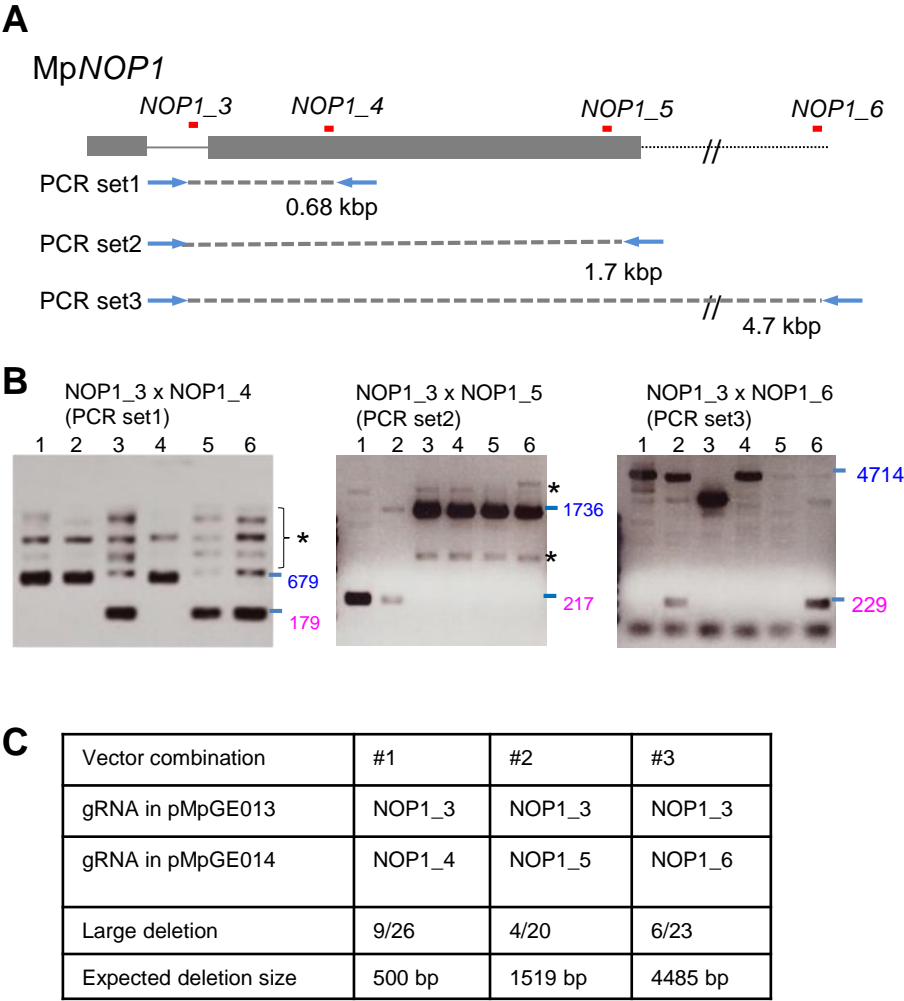 A
MpNOP1
NOP1_3 NOP1_4 NOP1_5 NOP1_6
//
PCR set1
0.68 kbp
PCR set2
1.7 kbp
PCR set3 //
4.7 kbp
B
NOP1_3 x NOP1_4
(PCR set1)
1 2 3 4 5 6
*
679
179
NOP1_3 x NOP1_5
(PCR set2)
1 2 3 4 5 6
*
1736
*
217
NOP1_3 x NOP1_6
(PCR set3)
1 2 3 4 5 6
4714
229
C
Vector combination #1 #2 #3
gRNA in pMpGE013 NOP1_3 NOP1_3 NOP1_3
gRNA in pMpGE014 NOP1_4 NOP1_5 NOP1_6
Large deletion 9/26 4/20 6/23
Expected deletion size 500 bp 1519 bp 4485 bp